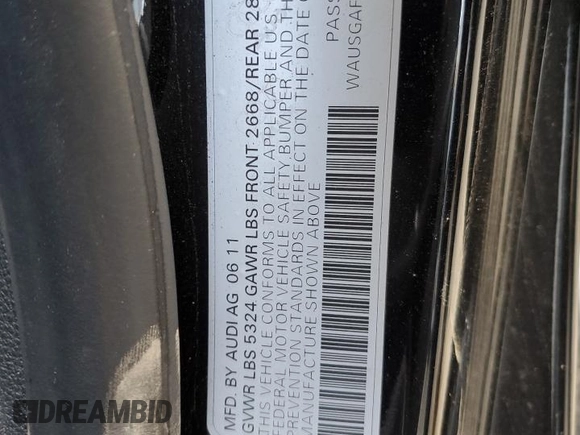 MFD. BY AUDI AG 06 11
GVWR LBS 5324 GAWR LBS FRONT 2668/REAR 28
THIS VEHICLE CONFORMS TO ALL APPLICABLE U.S.
FEDERAL MOTOR VEHICLE SAFETY, BUMPER, AND THE
PREVENTION STANDARDS IN EFFECT ON THE DATE O
MANUFACTURE SHOWN ABOVE
PASS
WAUSGAF
DREAMBID